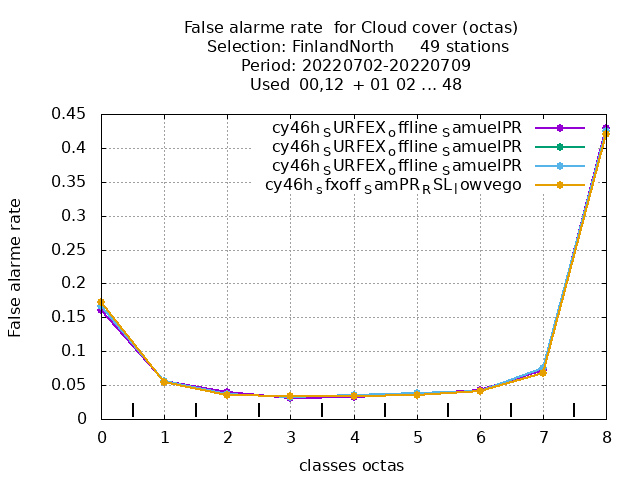 False alarme rate  for Cloud cover (octas)
Selection: FinlandNorth     49 stations
Period: 20220702-20220709
Used  00,12  + 01 02 ... 48
0.45
cy46h_SURFEX_offline_SamuelPR
cy46h_SURFEX_offline_SamuelPR
cy46h_SURFEX_offline_SamuelPR
cy46h_sfxoff_SamPR_RSL_lowvego
0.4
0.35
0.3
0.25
0.2
0.15
0.1
0.05
0
False alarme rate
0 1 2 3 4 5 6 7 8
classes octas